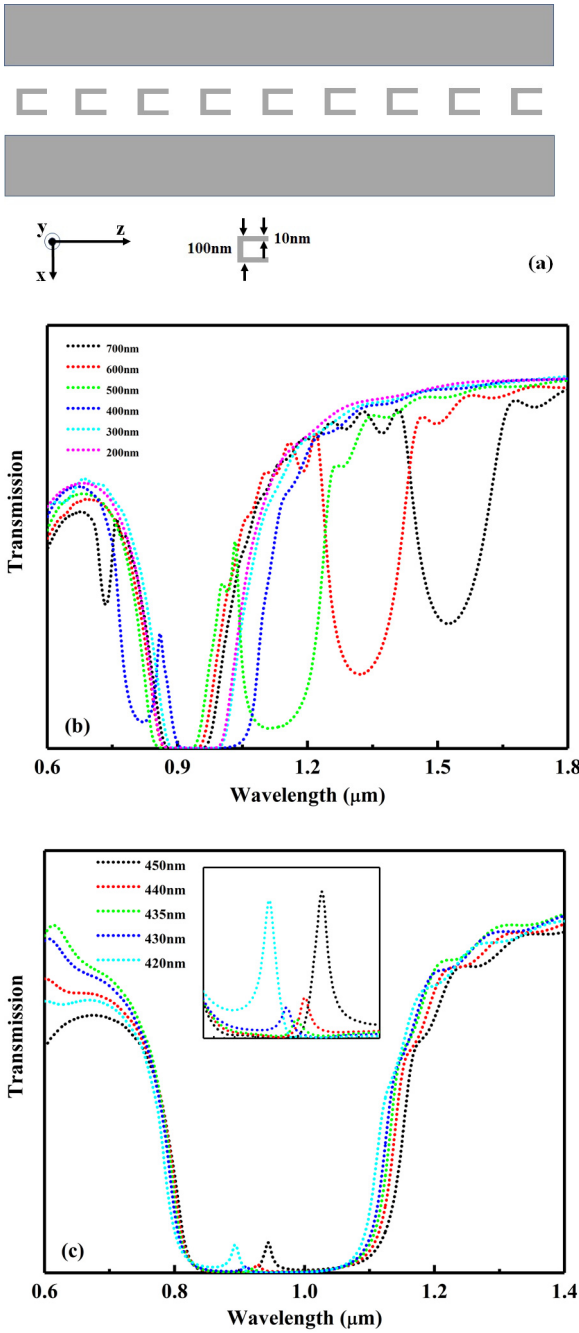 y
z
x
100nm
10nm
(a)
Transmission
700nm
600nm
500nm
400nm
300nm
200nm
(b)
0.6 0.9 1.2 1.5 1.8
Wavelength (μm)
Transmission
450nm
440nm
435nm
430nm
420nm
(c)
0.6 0.8 1.0 1.2 1.4
Wavelength (μm)